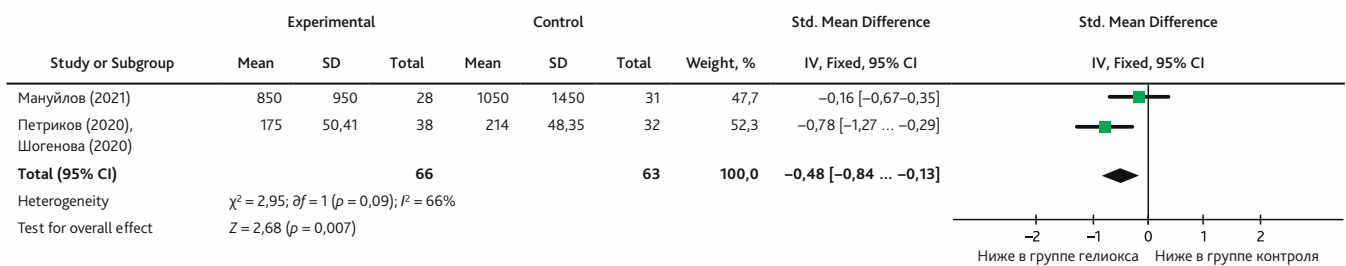 Experimental Control Std. Mean Difference Std. Mean Difference
Study or Subgroup Mean SD Total Mean SD Total Weight, % IV, Fixed, 95% CI IV, Fixed, 95% CI
Мануйлов (2021) 850 950 28 1050 1450 31 47,7 –0,16 [–0,67–0,35]
Петриков (2020), 175 50,41 38 214 48,35 32 52,3 –0,78 [–1,27 ... –0,29]
Шогенова (2020)
Total (95% CI) 66 63 100,0 –0,48 [–0,84 ... –0,13]
Heterogeneity χ² = 2,95; ∂f = 1 (p = 0,09); I² = 66%
Test for overall effect Z = 2,68 (p = 0,007)
–2 –1 0 1 2
Ниже в группе гелиокса Ниже в группе контроля